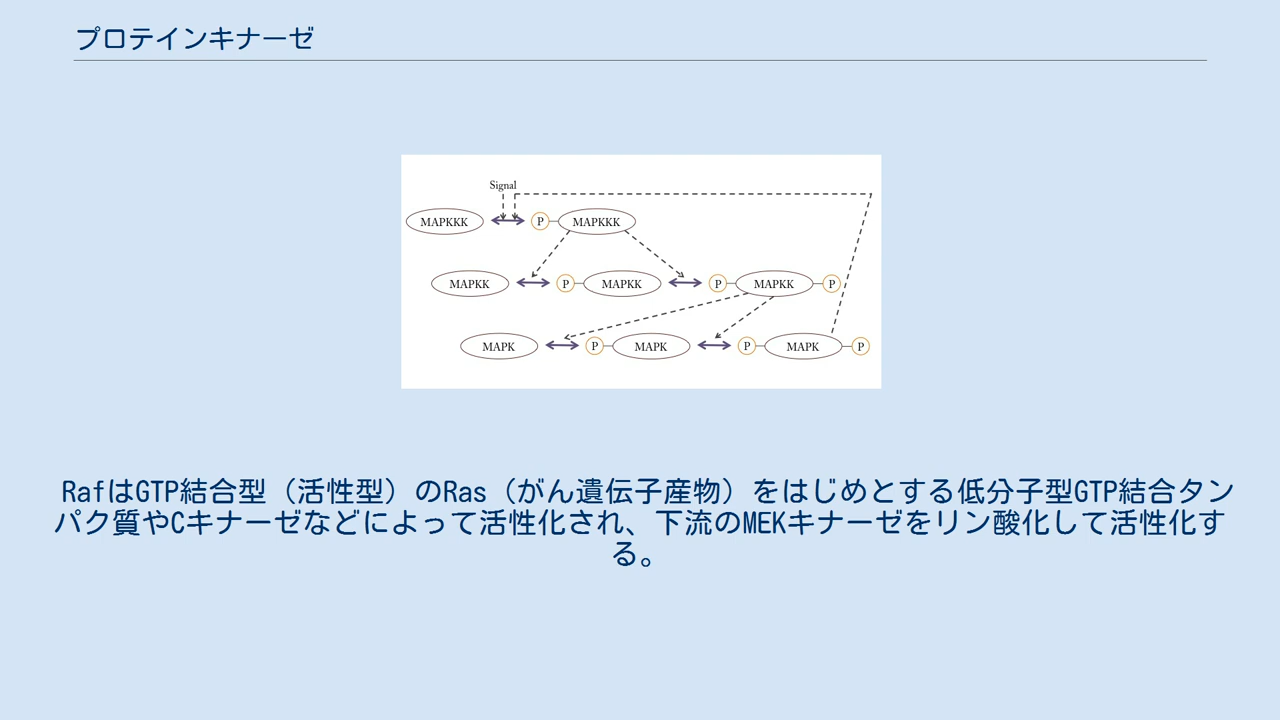 プロテインキナーゼ
Signal
MAPKKK P MAPKKK
MAPKK P MAPKK P MAPKK P
MAPK P MAPK P MAPK P
RafはGTP結合型（活性型）のRas（がん遺伝子産物）をはじめとする低分子型GTP結合タン
パク質やCキナーゼなどによって活性化され、下流のMEKキナーゼをリン酸化して活性化す
る。